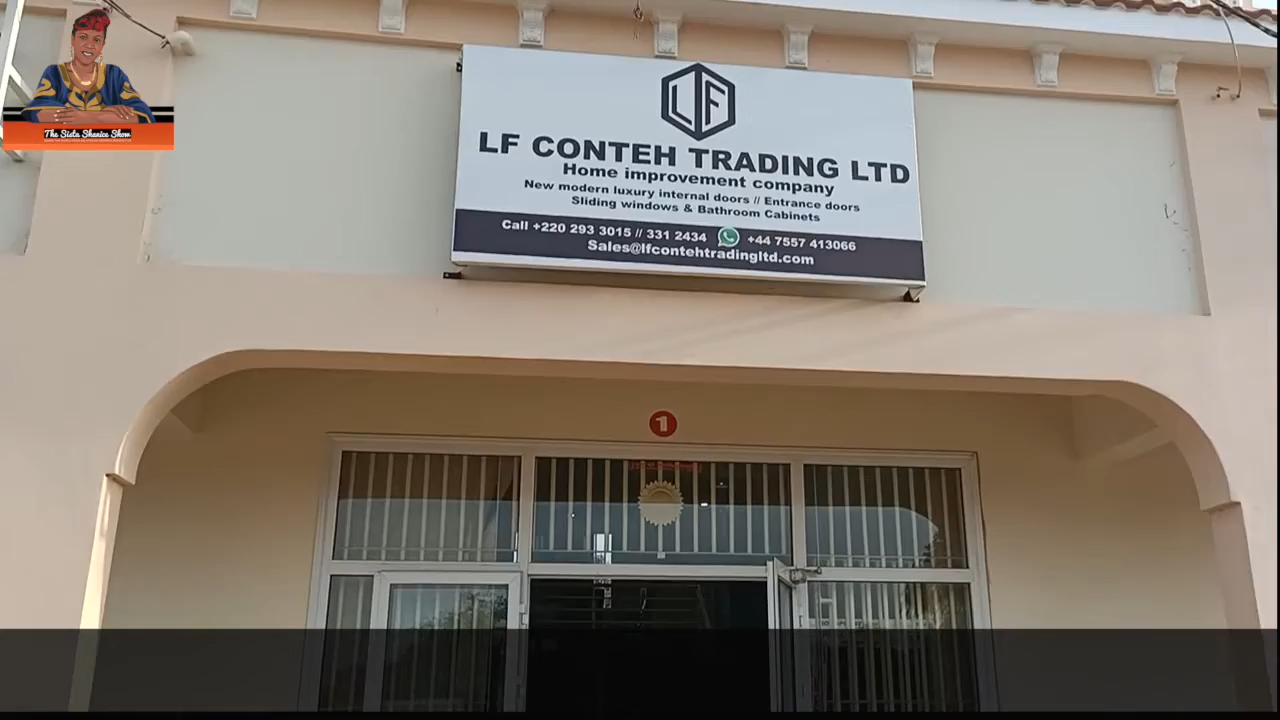 The Sista Shanice Show
LF
LF CONTEH TRADING LTD
Home improvement company
New modern luxury internal doors // Entrance doors
Sliding windows & Bathroom Cabinets
Call +220 293 3015 // 331 2434 +44 7557 413066
Sales@lfcontehtradingltd.com
1